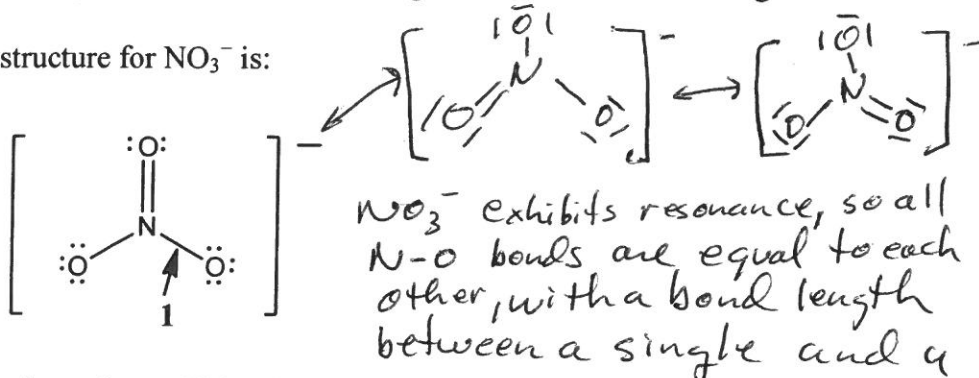 structure for NO₃⁻ is:
[:O: N :O: :O:]⁻
1
[|O| N O O]⁻
[|O| N O O]⁻
NO₃⁻ exhibits resonance, so all
N-O bonds are equal to each
other, with a bond length
between a single and a